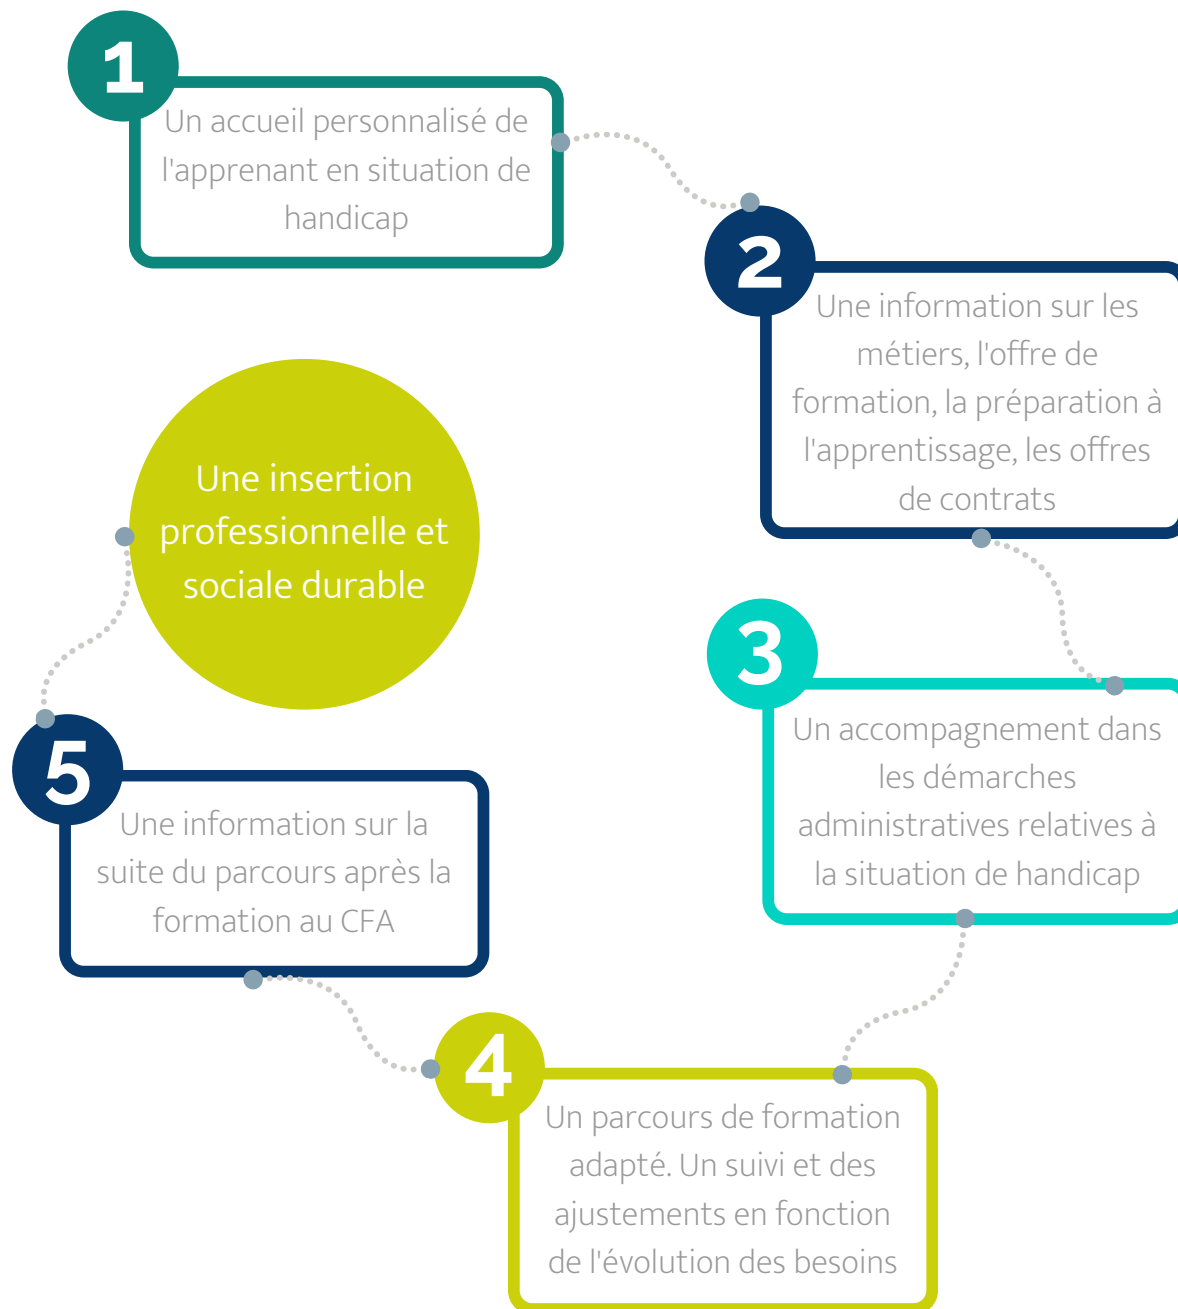 1
Un accueil personnalisé de
l'apprenant en situation de
handicap
2
Une information sur les
métiers, l'offre de
formation, la préparation à
l'apprentissage, les offres
de contrats
3
Un accompagnement dans
les démarches
administratives relatives à
la situation de handicap
4
Un parcours de formation
adapté. Un suivi et des
ajustements en fonction
de l'évolution des besoins
5
Une information sur la
suite du parcours après la
formation au CFA
Une insertion
professionnelle et
sociale durable